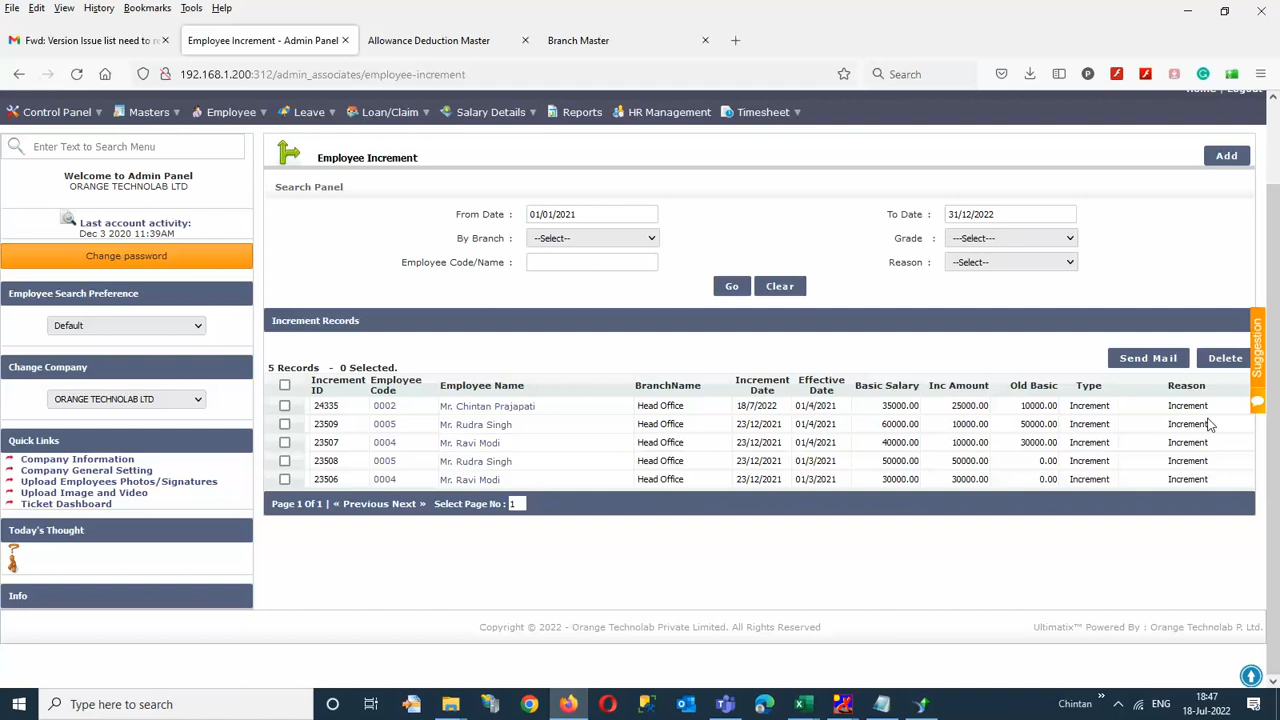 File Edit View History Bookmarks Tools Help
Fwd: Version Issue list need to re
Employee Increment - Admin Panel
Allowance Deduction Master
Branch Master
192.168.1.200:312/admin_associates/employee-increment
Search
Home Logout
Control Panel Masters Employee Leave Loan/Claim Salary Details Reports HR Management Timesheet
Enter Text to Search Menu
Welcome to Admin Panel
ORANGE TECHNOLAB LTD
Last account activity:
Dec 3 2020 11:39AM
Change password
Employee Search Preference
Default
Change Company
ORANGE TECHNOLAB LTD
Quick Links
Company Information
Company General Setting
Upload Employees Photos/Signatures
Upload Image and Video
Ticket Dashboard
Today's Thought
Info
Employee Increment
Add
Search Panel
From Date : 01/01/2021 To Date : 31/12/2022
By Branch : --Select-- Grade : ---Select---
Employee Code/Name : Reason : --Select--
Go Clear
Increment Records
Suggestion
Send Mail Delete
5 Records - 0 Selected.
Increment ID Employee Code Employee Name BranchName Increment Date Effective Date Basic Salary Inc Amount Old Basic Type Reason
24335 0002 Mr. Chintan Prajapati Head Office 18/7/2022 01/4/2021 35000.00 25000.00 10000.00 Increment Increment
23509 0005 Mr. Rudra Singh Head Office 23/12/2021 01/4/2021 60000.00 10000.00 50000.00 Increment Increment
23507 0004 Mr. Ravi Modi Head Office 23/12/2021 01/4/2021 40000.00 10000.00 30000.00 Increment Increment
23508 0005 Mr. Rudra Singh Head Office 23/12/2021 01/3/2021 50000.00 50000.00 0.00 Increment Increment
23506 0004 Mr. Ravi Modi Head Office 23/12/2021 01/3/2021 30000.00 30000.00 0.00 Increment Increment
Page 1 Of 1 | « Previous Next » Select Page No : 1
Copyright © 2022 - Orange Technolab Private Limited. All Rights Reserved
Ultimatix™ Powered By : Orange Technolab P. Ltd.
Type here to search
Chintan
ENG
18:47
18-Jul-2022